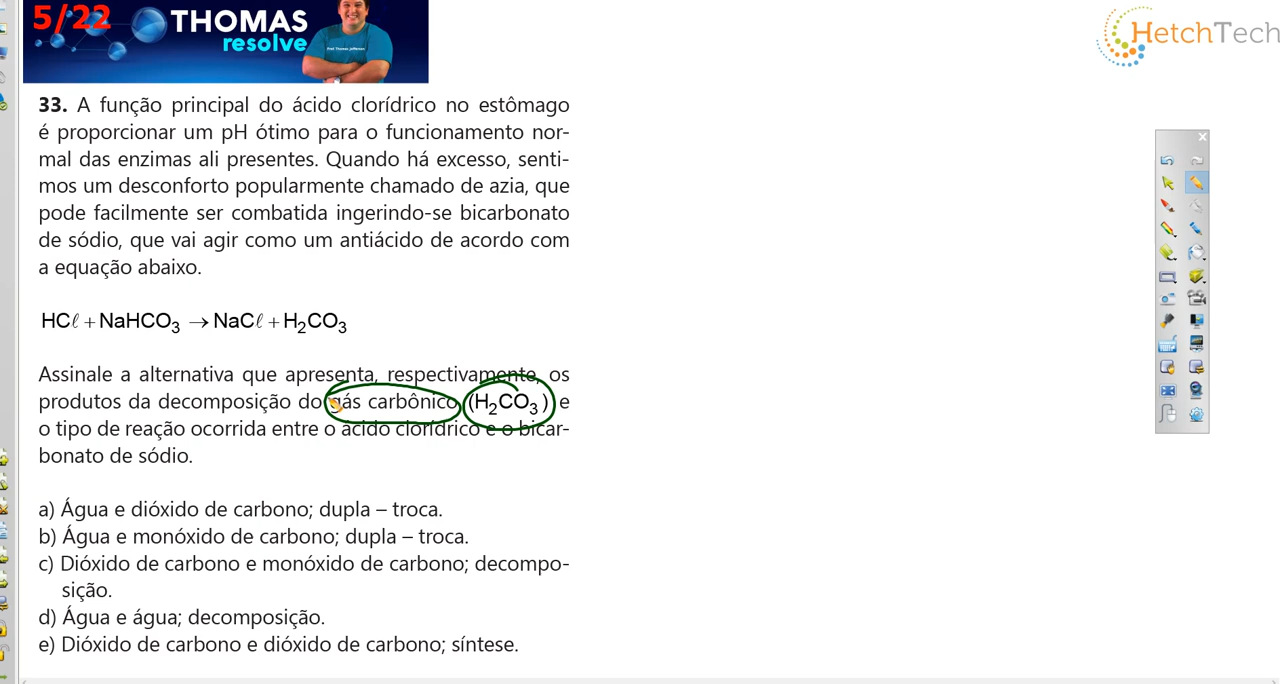 5/22
THOMAS
resolve
Prof. Thomas Jefferson
HetchTech
33. A função principal do ácido clorídrico no estômago
é proporcionar um pH ótimo para o funcionamento nor-
mal das enzimas ali presentes. Quando há excesso, senti-
mos um desconforto popularmente chamado de azia, que
pode facilmente ser combatida ingerindo-se bicarbonato
de sódio, que vai agir como um antiácido de acordo com
a equação abaixo.
HCℓ + NaHCO₃ → NaCℓ + H₂CO₃
Assinale a alternativa que apresenta, respectivamente, os
produtos da decomposição do gás carbônico (H₂CO₃) e
o tipo de reação ocorrida entre o ácido clorídrico e o bicar-
bonato de sódio.
a) Água e dióxido de carbono; dupla – troca.
b) Água e monóxido de carbono; dupla – troca.
c) Dióxido de carbono e monóxido de carbono; decompo-
sição.
d) Água e água; decomposição.
e) Dióxido de carbono e dióxido de carbono; síntese.